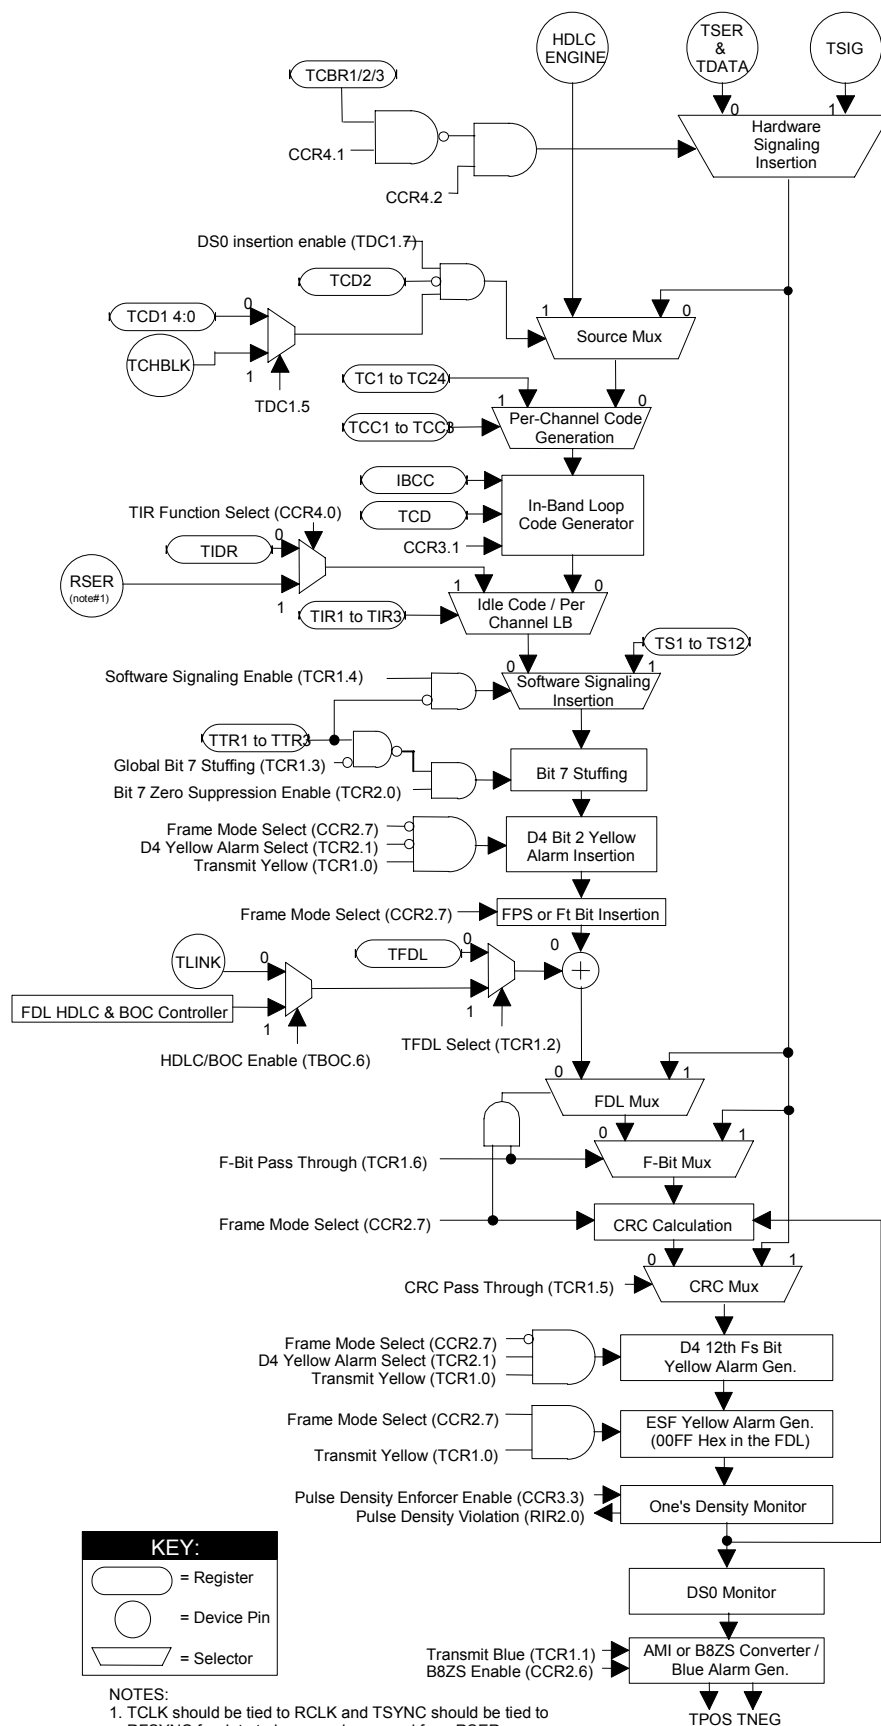 HDLC
ENGINE
TSER
&
TDATA
TSIG
TCBR1/2/3
0
1
Hardware
Signaling
Insertion
CCR4.1
CCR4.2
DS0 insertion enable (TDC1.7)
TCD2
TCD1 4:0
0
1
0
Source Mux
TCHBLK
1
TDC1.5
TC1 to TC24
1
0
Per-Channel Code
Generation
TCC1 to TCC3
IBCC
In-Band Loop
Code Generator
TCD
TIR Function Select (CCR4.0)
0
TIDR
CCR3.1
RSER
(note#1)
1
1
0
Idle Code / Per
Channel LB
TIR1 to TIR3
TS1 to TS12
0
1
Software Signaling Enable (TCR1.4)
Software Signaling
Insertion
TTR1 to TTR3
Global Bit 7 Stuffing (TCR1.3)
Bit 7 Stuffing
Bit 7 Zero Suppression Enable (TCR2.0)
Frame Mode Select (CCR2.7)
D4 Yellow Alarm Select (TCR2.1)
Transmit Yellow (TCR1.0)
D4 Bit 2 Yellow
Alarm Insertion
Frame Mode Select (CCR2.7)
FPS or Ft Bit Insertion
TLINK
0
TFDL
0
0
FDL HDLC & BOC Controller
1
1
HDLC/BOC Enable (TBOC.6)
TFDL Select (TCR1.2)
0
1
FDL Mux
0
1
F-Bit Pass Through (TCR1.6)
F-Bit Mux
Frame Mode Select (CCR2.7)
CRC Calculation
0
1
CRC Pass Through (TCR1.5)
CRC Mux
Frame Mode Select (CCR2.7)
D4 Yellow Alarm Select (TCR2.1)
Transmit Yellow (TCR1.0)
D4 12th Fs Bit
Yellow Alarm Gen.
Frame Mode Select (CCR2.7)
Transmit Yellow (TCR1.0)
ESF Yellow Alarm Gen.
(00FF Hex in the FDL)
Pulse Density Enforcer Enable (CCR3.3)
Pulse Density Violation (RIR2.0)
One's Density Monitor
KEY:
= Register
= Device Pin
= Selector
DS0 Monitor
Transmit Blue (TCR1.1)
B8ZS Enable (CCR2.6)
AMI or B8ZS Converter /
Blue Alarm Gen.
TPOS TNEG
NOTES:
1. TCLK should be tied to RCLK and TSYNC should be tied to